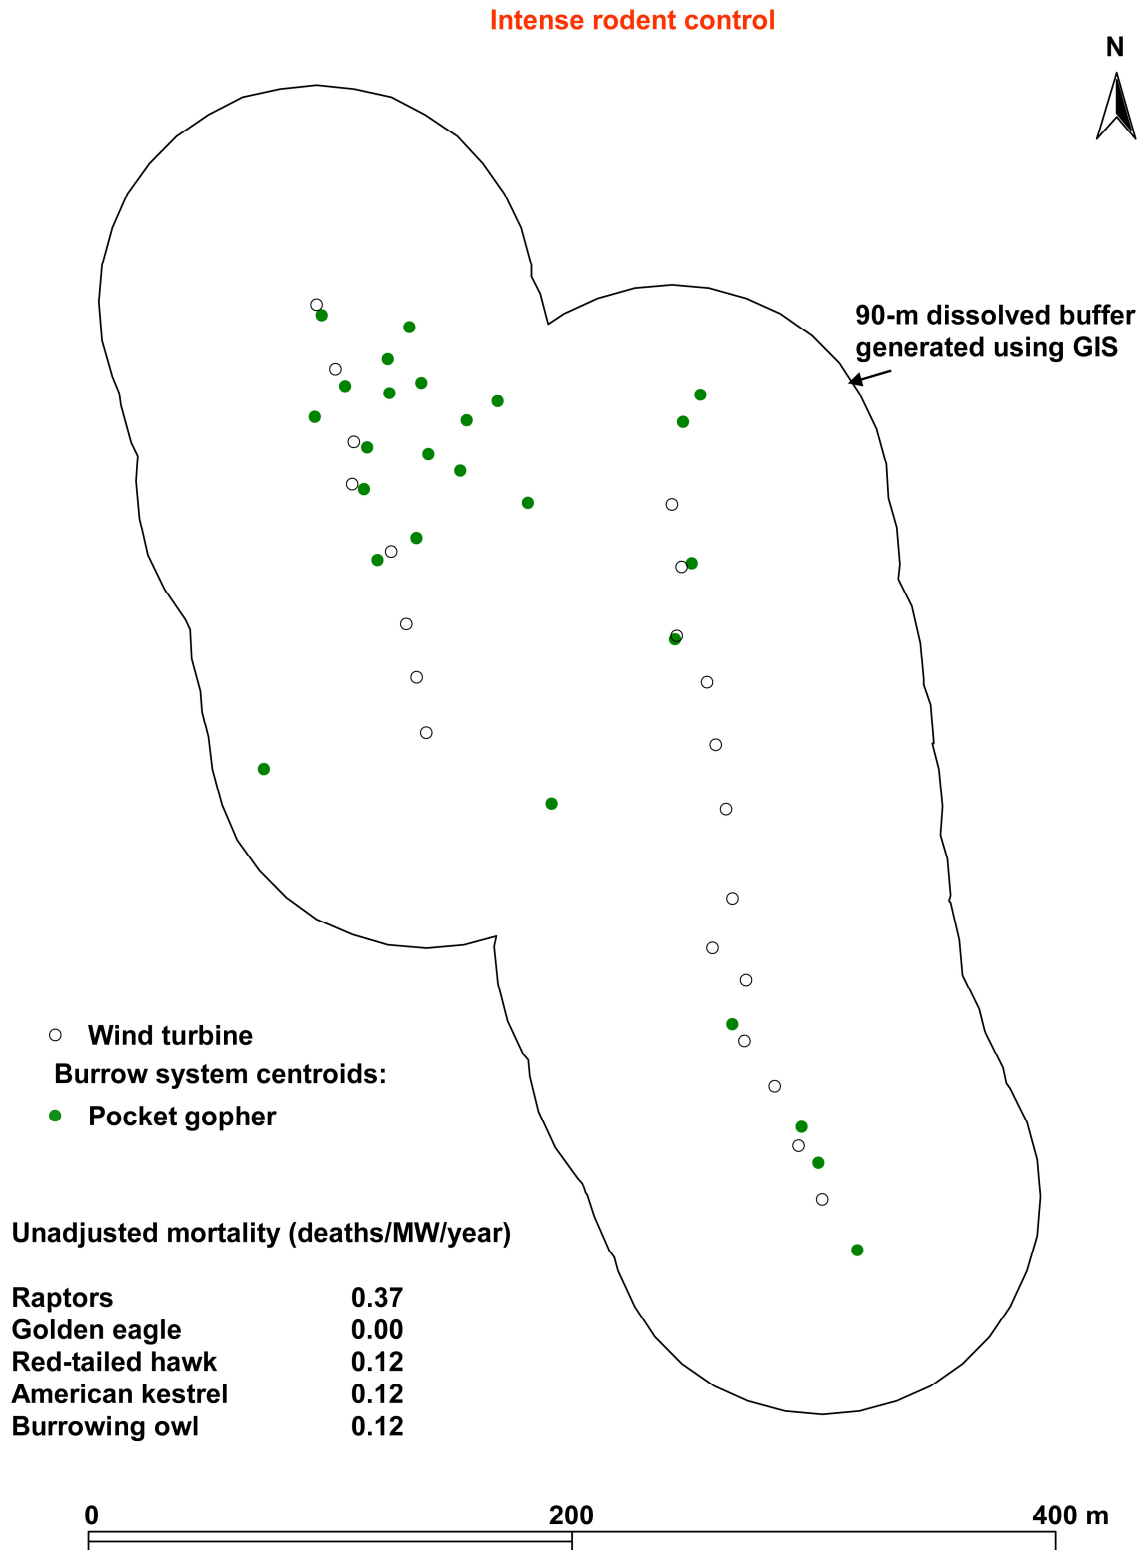 Intense rodent control
N
90-m dissolved buffer
generated using GIS
Wind turbine
Burrow system centroids:
Pocket gopher
Unadjusted mortality (deaths/MW/year)
Raptors 0.37
Golden eagle 0.00
Red-tailed hawk 0.12
American kestrel 0.12
Burrowing owl 0.12
0 200 400 m